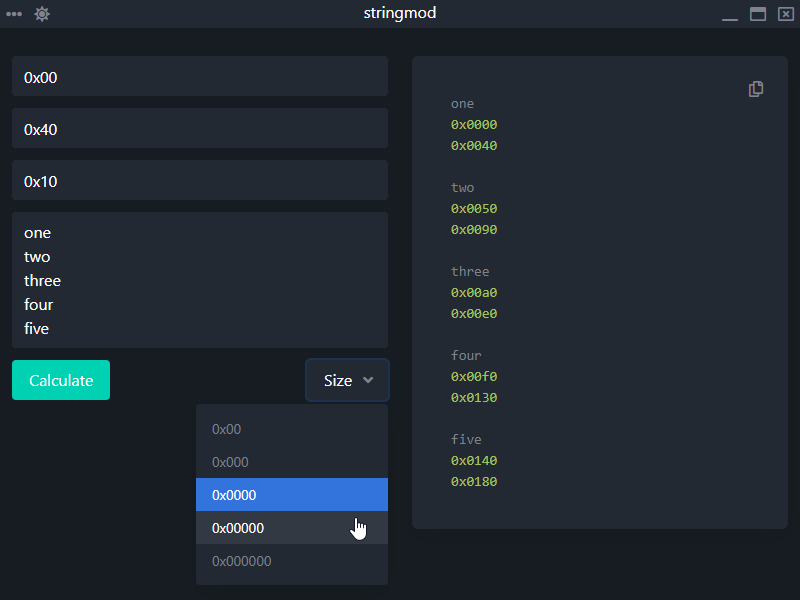 stringmod
0x00
0x40
0x10
one
two
three
four
five
Calculate
Size
0x00
0x000
0x0000
0x00000
0x000000
one
0x0000
0x0040
two
0x0050
0x0090
three
0x00a0
0x00e0
four
0x00f0
0x0130
five
0x0140
0x0180